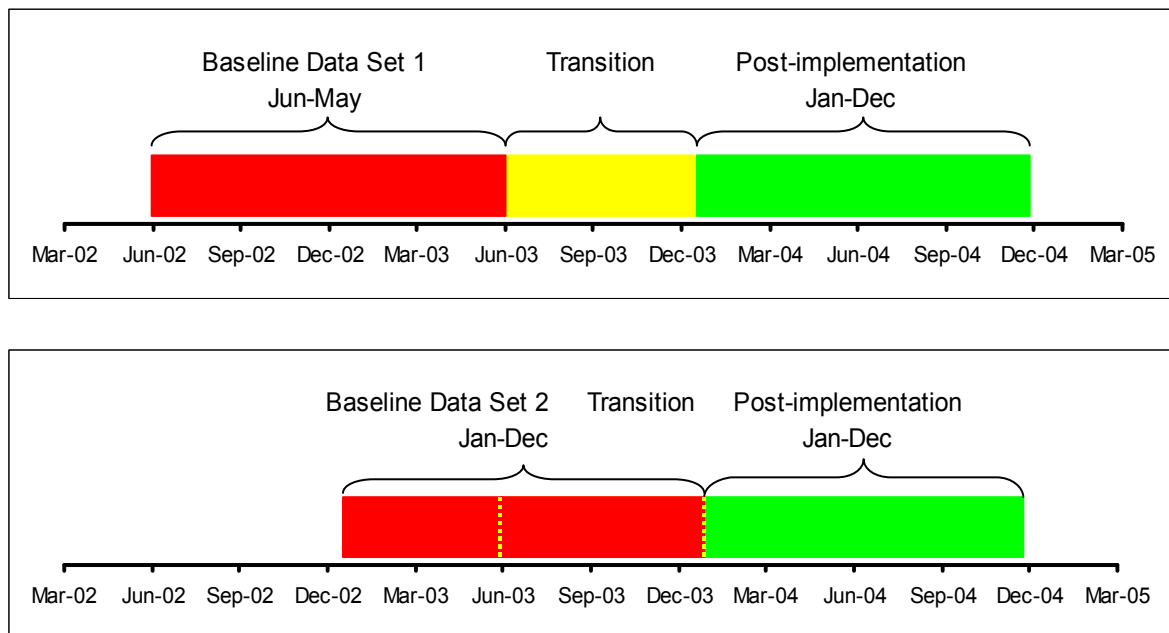 Baseline Data Set 1 Transition Post-implementation
Jun-May Jan-Dec
Mar-02 Jun-02 Sep-02 Dec-02 Mar-03 Jun-03 Sep-03 Dec-03 Mar-04 Jun-04 Sep-04 Dec-04 Mar-05
Baseline Data Set 2 Transition Post-implementation
Jan-Dec Jan-Dec
Mar-02 Jun-02 Sep-02 Dec-02 Mar-03 Jun-03 Sep-03 Dec-03 Mar-04 Jun-04 Sep-04 Dec-04 Mar-05